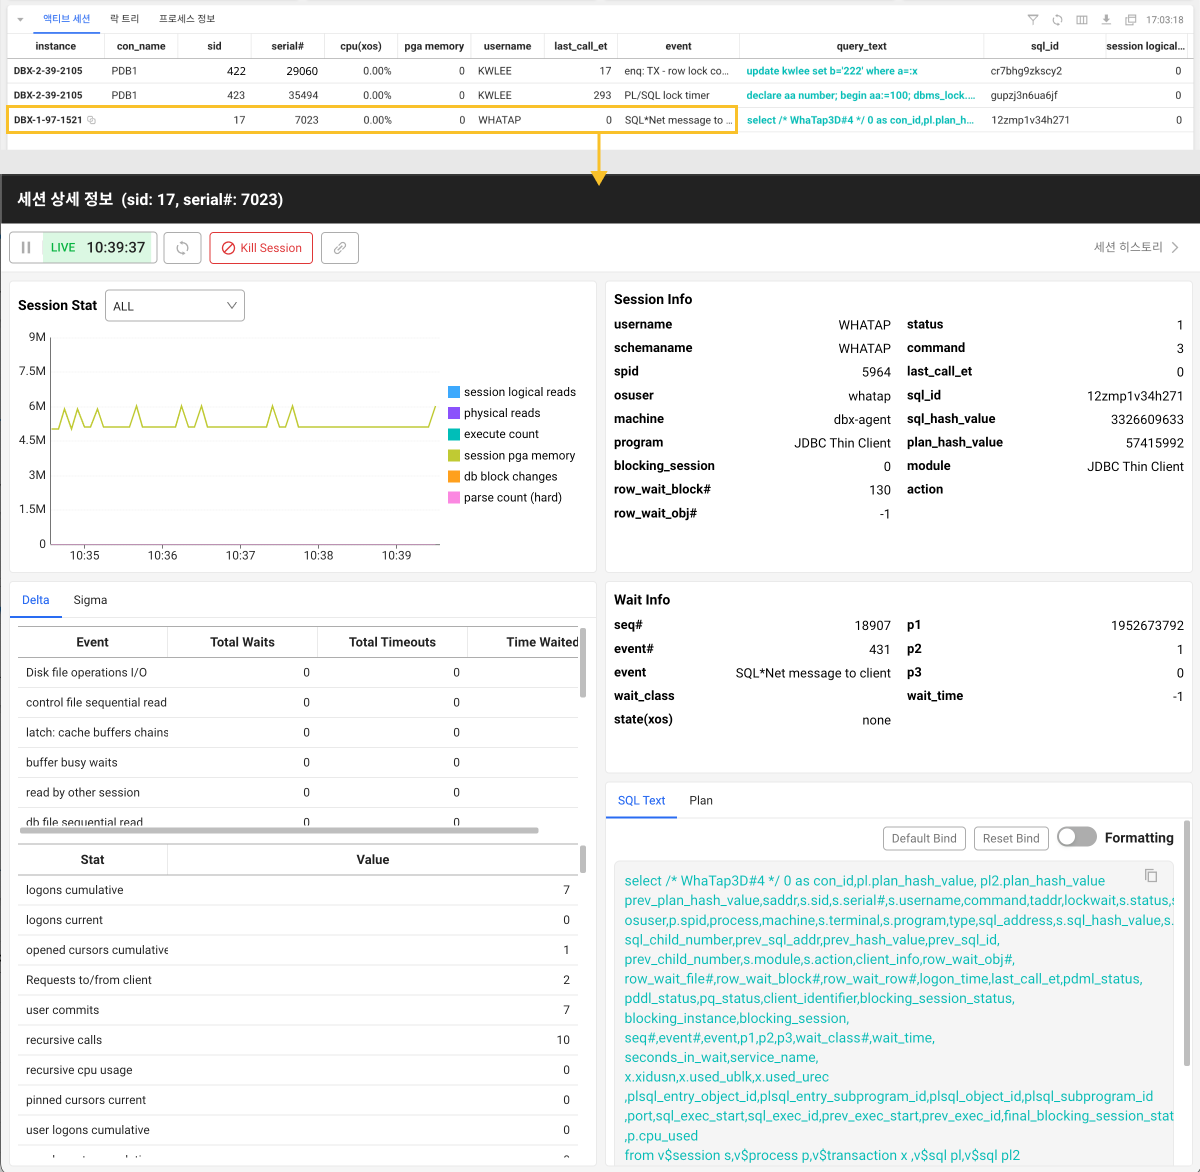 액티브 세션 락 트리 프로세스 정보 17:03:18
instance con_name sid serial# cpu(xos) pga memory username last_call_et event query_text sql_id session logical...
DBX-2-39-2105 PDB1 422 29060 0.00% 0 KWLEE 17 enq: TX - row lock co... update kwlee set b='222' where a=:x cr7bhg9zkscy2 0
DBX-2-39-2105 PDB1 423 35494 0.00% 0 KWLEE 293 PL/SQL lock timer declare aa number; begin aa:=100; dbms_lock.... gupzj3n6ua6jf 0
DBX-1-97-1521 17 7023 0.00% 0 WHATAP 0 SQL*Net message to ... select /* WhaTap3D#4 */ 0 as con_id,pl.plan_h... 12zmp1v34h271 0
세션 상세 정보 (sid: 17, serial#: 7023)
LIVE 10:39:37 Kill Session 세션 히스토리
Session Stat ALL
9M
7.5M
6M
4.5M
3M
1.5M
0
10:35 10:36 10:37 10:38 10:39
session logical reads
physical reads
execute count
session pga memory
db block changes
parse count (hard)
Session Info
username WHATAP status 1
schemaname WHATAP command 3
spid 5964 last_call_et 0
osuser whatap sql_id 12zmp1v34h271
machine dbx-agent sql_hash_value 3326609633
program JDBC Thin Client plan_hash_value 57415992
blocking_session 0 module JDBC Thin Client
row_wait_block# 130 action
row_wait_obj# -1
Delta Sigma
Event Total Waits Total Timeouts Time Waited
Disk file operations I/O 0 0
control file sequential read 0 0
latch: cache buffers chains 0 0
buffer busy waits 0 0
read by other session 0 0
db file sequential read 0 0
Stat Value
logons cumulative 7
logons current 0
opened cursors cumulative 1
Requests to/from client 2
user commits 7
recursive calls 10
recursive cpu usage 0
pinned cursors current 0
user logons cumulative 0
Wait Info
seq# 18907 p1 1952673792
event# 431 p2 1
event SQL*Net message to client p3 0
wait_class wait_time -1
state(xos) none
SQL Text Plan
Default Bind Reset Bind Formatting
select /* WhaTap3D#4 */ 0 as con_id,pl.plan_hash_value, pl2.plan_hash_value
prev_plan_hash_value,saddr,s.sid,s.serial#,s.username,command,taddr,lockwait,s.status,s
osuser,p.spid,process,machine,s.terminal,s.program,type,sql_address,s.sql_hash_value,s.
sql_child_number,prev_sql_addr,prev_hash_value,prev_sql_id,
prev_child_number,s.module,s.action,client_info,row_wait_obj#,
row_wait_file#,row_wait_block#,row_wait_row#,logon_time,last_call_et,pdml_status,
pddl_status,pq_status,client_identifier,blocking_session_status,
blocking_instance,blocking_session,
seq#,event#,event,p1,p2,p3,wait_class#,wait_time,
seconds_in_wait,service_name,
x.xidusn,x.used_ublk,x.used_urec
,plsql_entry_object_id,plsql_entry_subprogram_id,plsql_object_id,plsql_subprogram_id
,port,sql_exec_start,sql_exec_id,prev_exec_start,prev_exec_id,final_blocking_session_stat
,p.cpu_used
from v$session s,v$process p,v$transaction x ,v$sql pl,v$sql pl2